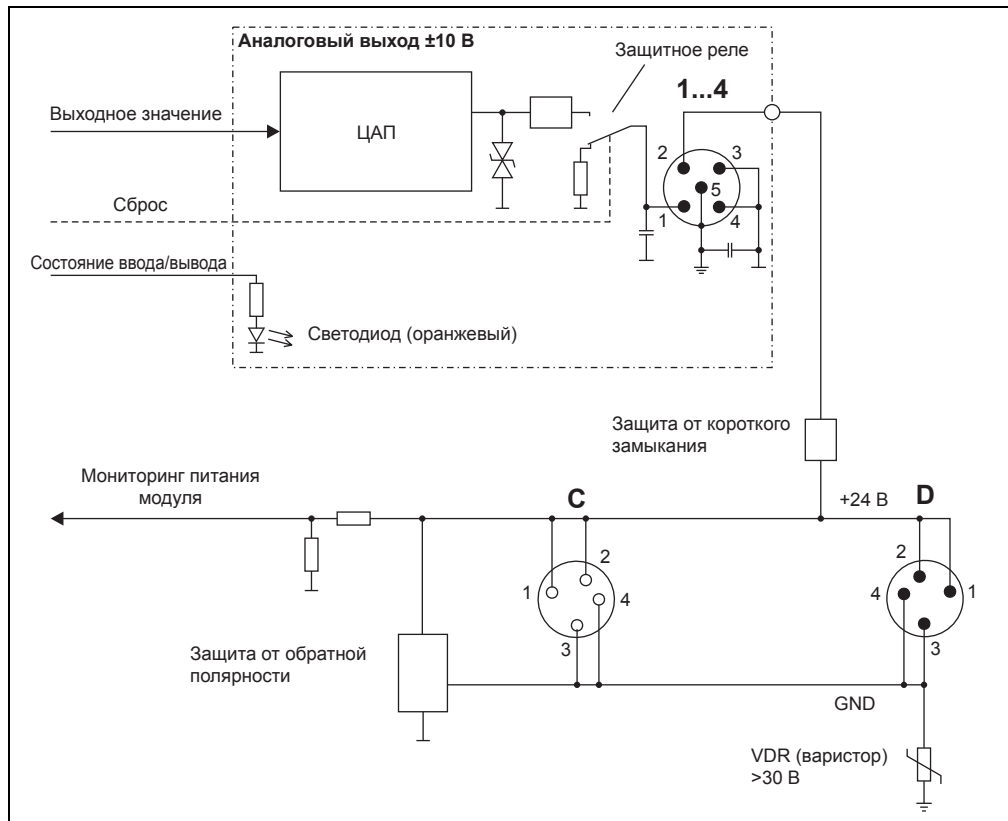 Аналоговый выход ±10 В
Защитное реле
1...4
Выходное значение
ЦАП
2
3
5
1
4
Сброс
Состояние ввода/вывода
Светодиод (оранжевый)
Защита от короткого
замыкания
Мониторинг питания
модуля
C
+24 В
D
2
1
4
3
2
4
1
3
Защита от обратной
полярности
GND
VDR (варистор)
>30 В